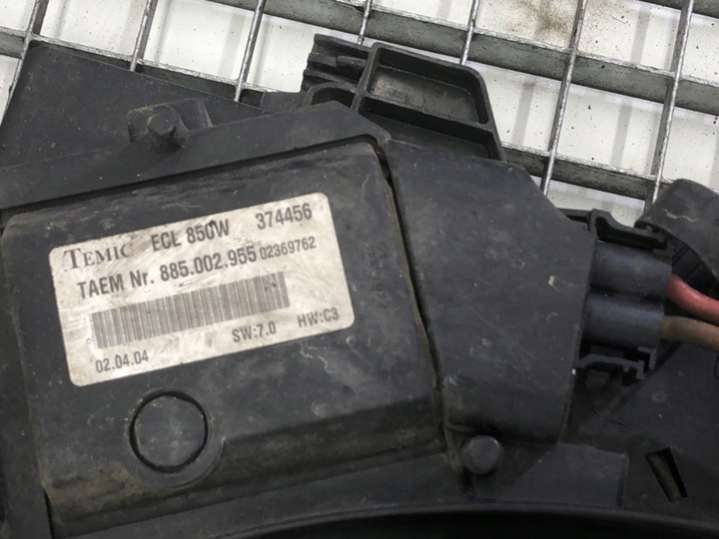 TEMIC ECL 850W 374456
TAEM Nr. 885.002.955 02369762
02.04.04 SW:7.0 HW:C3